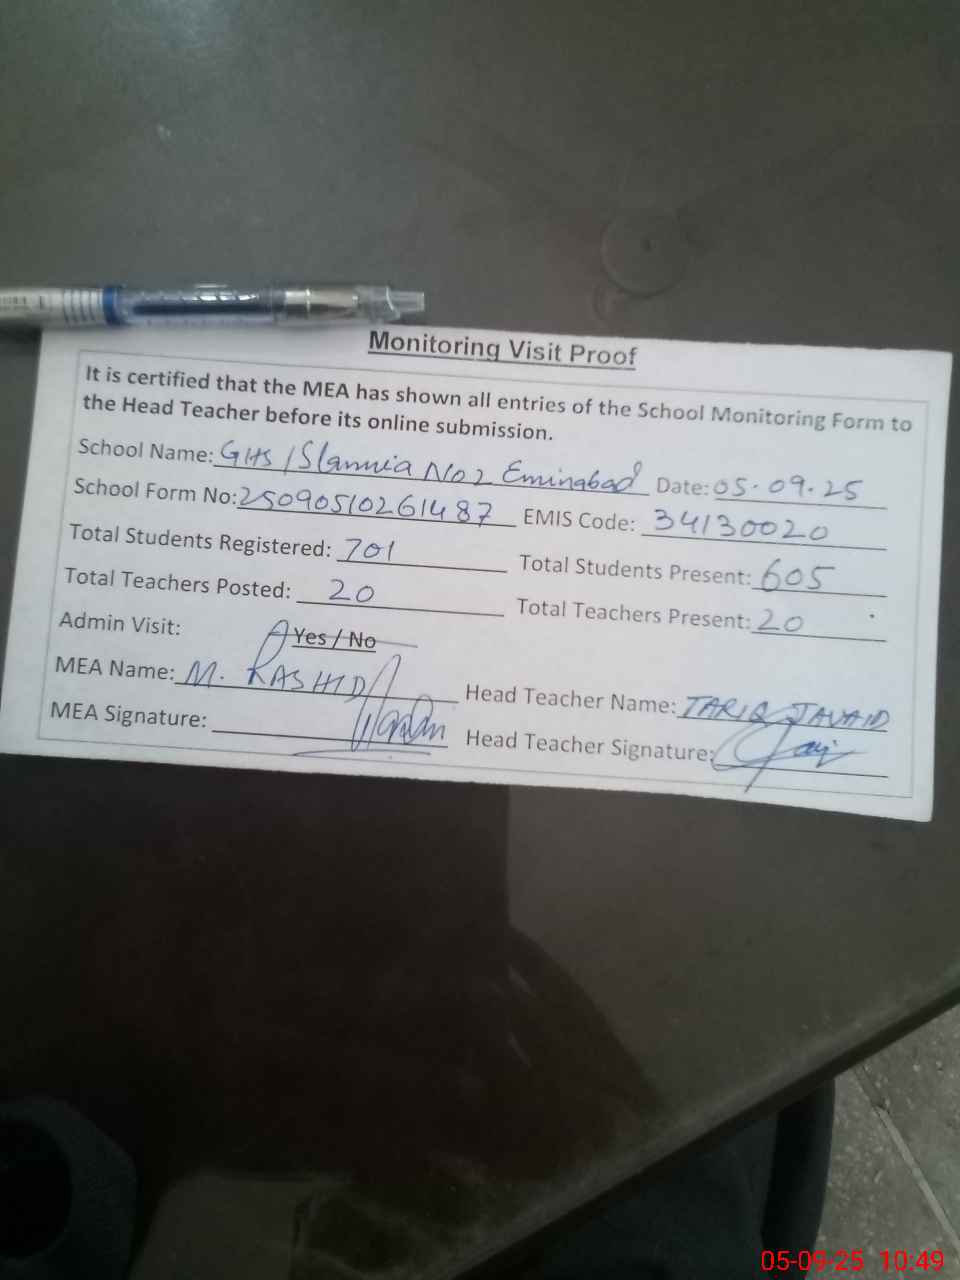 Monitoring Visit Proof
It is certified that the MEA has shown all entries of the School Monitoring Form to
the Head Teacher before its online submission.
School Name: GHS Islamia No2 Eminabad Date: 05.09.25
School Form No: 25090510261487 EMIS Code: 34130020
Total Students Registered: 701 Total Students Present: 605
Total Teachers Posted: 20 Total Teachers Present: 20
Admin Visit: Yes / No
MEA Name: M. RASHID Head Teacher Name: TARIQ JAVAID
MEA Signature: Head Teacher Signature:
05-09-25 10:49